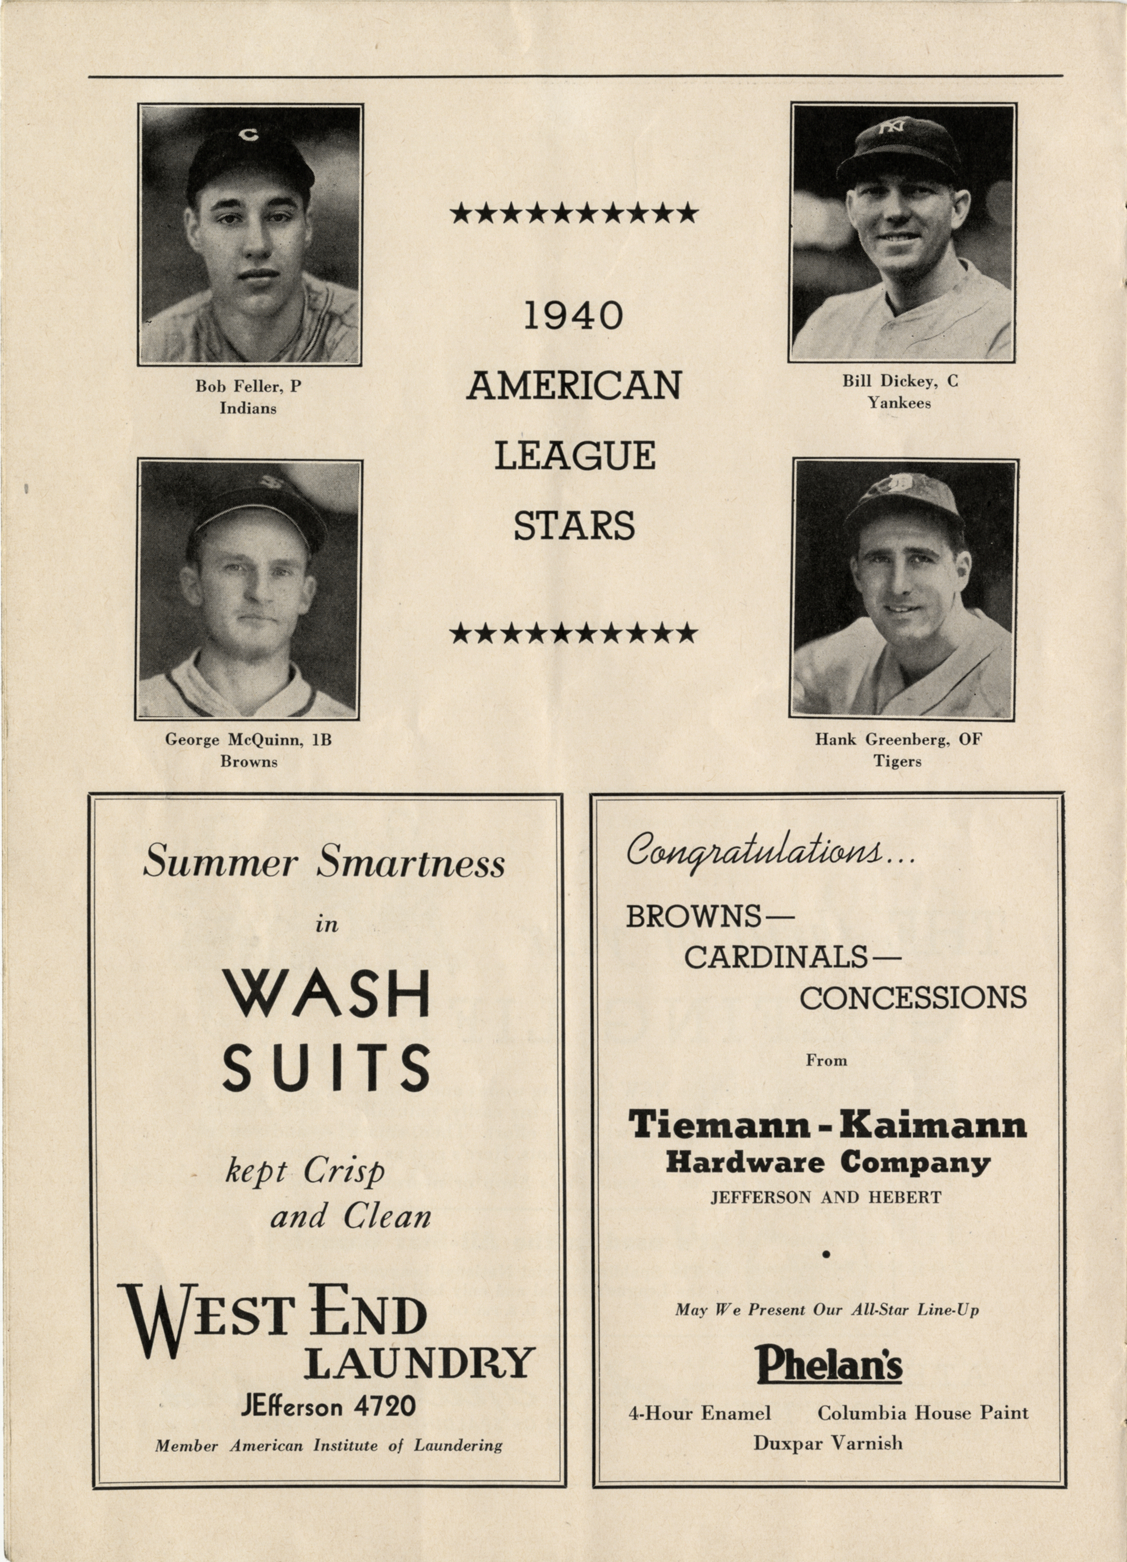 C
NY
★★★★★★★★★★
1940
AMERICAN
LEAGUE
STARS
★★★★★★★★★★
Bob Feller, P
Indians
Bill Dickey, C
Yankees
D
George McQuinn, 1B
Browns
Hank Greenberg, OF
Tigers
Summer Smartness
in
WASH
SUITS
kept Crisp
and Clean
WEST END
LAUNDRY
JEfferson 4720
Member American Institute of Laundering
Congratulations...
BROWNS—
CARDINALS—
CONCESSIONS
From
Tiemann-Kaimann
Hardware Company
JEFFERSON AND HEBERT
•
May We Present Our All-Star Line-Up
Phelan's
4-Hour Enamel Columbia House Paint
Duxpar Varnish